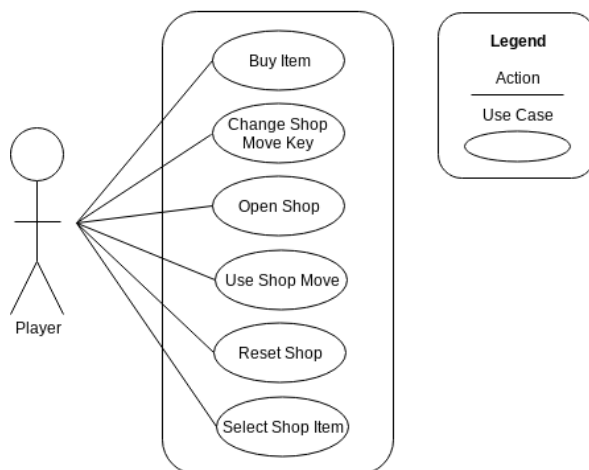 Buy Item
Change Shop
Move Key
Open Shop
Use Shop Move
Reset Shop
Select Shop Item
Player
Legend
Action
Use Case